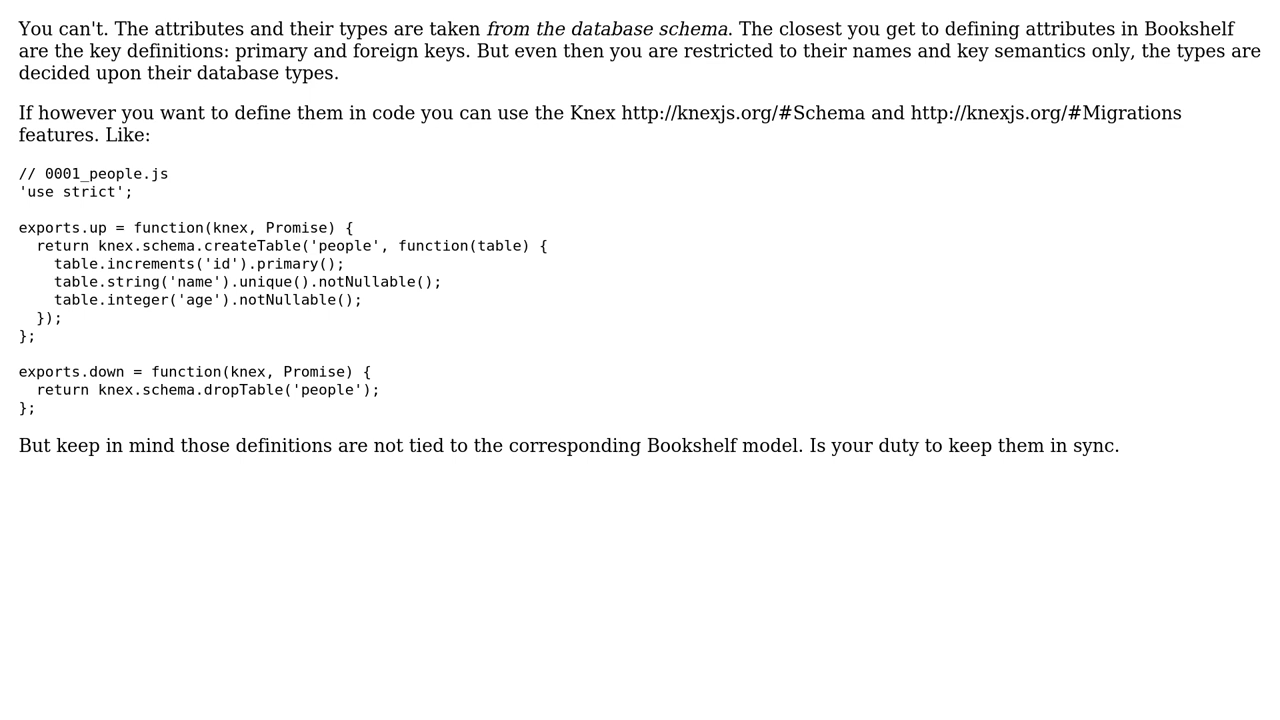 You can't. The attributes and their types are taken from the database schema. The closest you get to defining attributes in Bookshelf
are the key definitions: primary and foreign keys. But even then you are restricted to their names and key semantics only, the types are
decided upon their database types.
If however you want to define them in code you can use the Knex http://knexjs.org/#Schema and http://knexjs.org/#Migrations
features. Like:
// 0001_people.js
'use strict';
exports.up = function(knex, Promise) {
  return knex.schema.createTable('people', function(table) {
    table.increments('id').primary();
    table.string('name').unique().notNullable();
    table.integer('age').notNullable();
  });
};
exports.down = function(knex, Promise) {
  return knex.schema.dropTable('people');
};
But keep in mind those definitions are not tied to the corresponding Bookshelf model. Is your duty to keep them in sync.